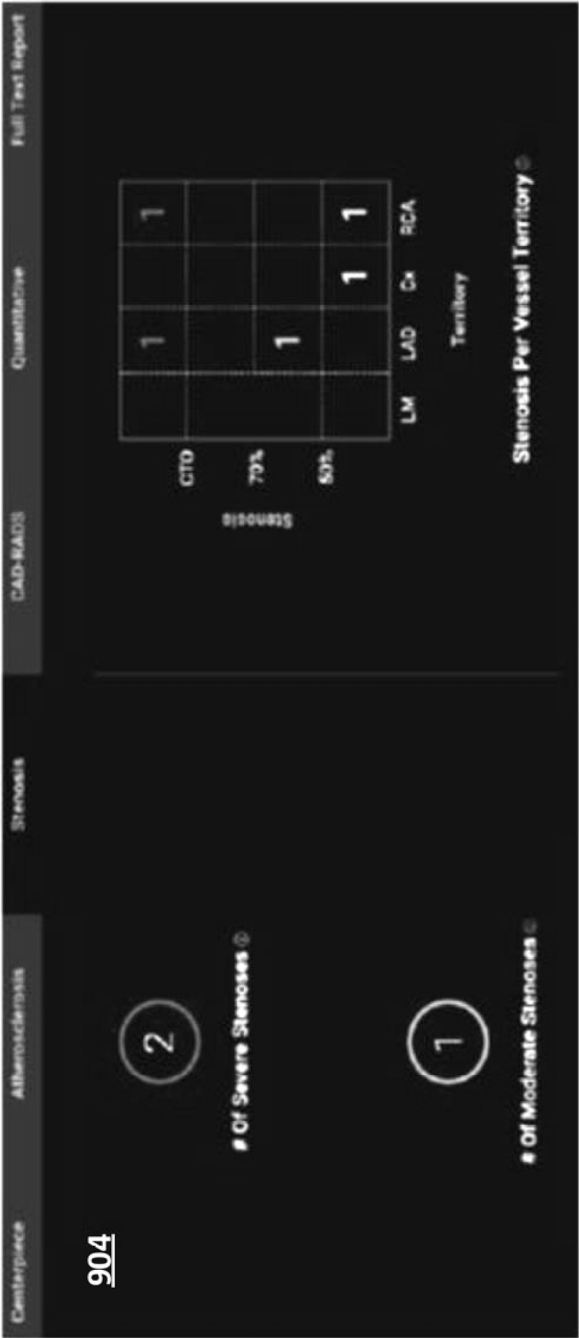 Centerpiece Atherosclerosis Stenosis CAD-RADS Quantitative Full Text Report
904
2
# Of Severe Stenoses
1
# Of Moderate Stenoses
Stenosis
CTO
70%
50%
1 1
1
1 1
LM LAD Cx RCA
Territory
Stenosis Per Vessel Territory